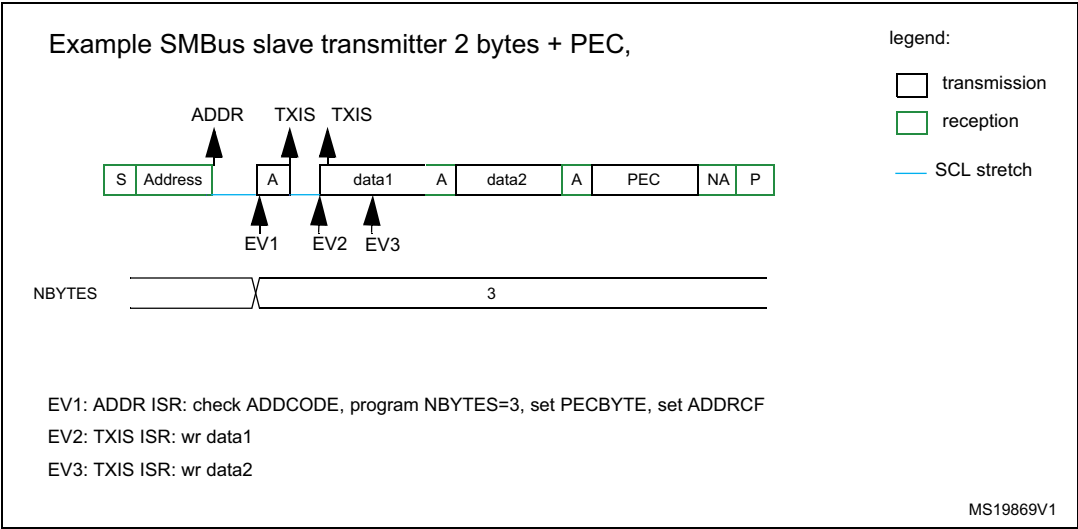 Example SMBus slave transmitter 2 bytes + PEC,
legend:
transmission
reception
SCL stretch
ADDR TXIS TXIS
S Address A data1 A data2 A PEC NA P
EV1 EV2 EV3
NBYTES 3
EV1: ADDR ISR: check ADDCODE, program NBYTES=3, set PECBYTE, set ADDRCF
EV2: TXIS ISR: wr data1
EV3: TXIS ISR: wr data2
MS19869V1